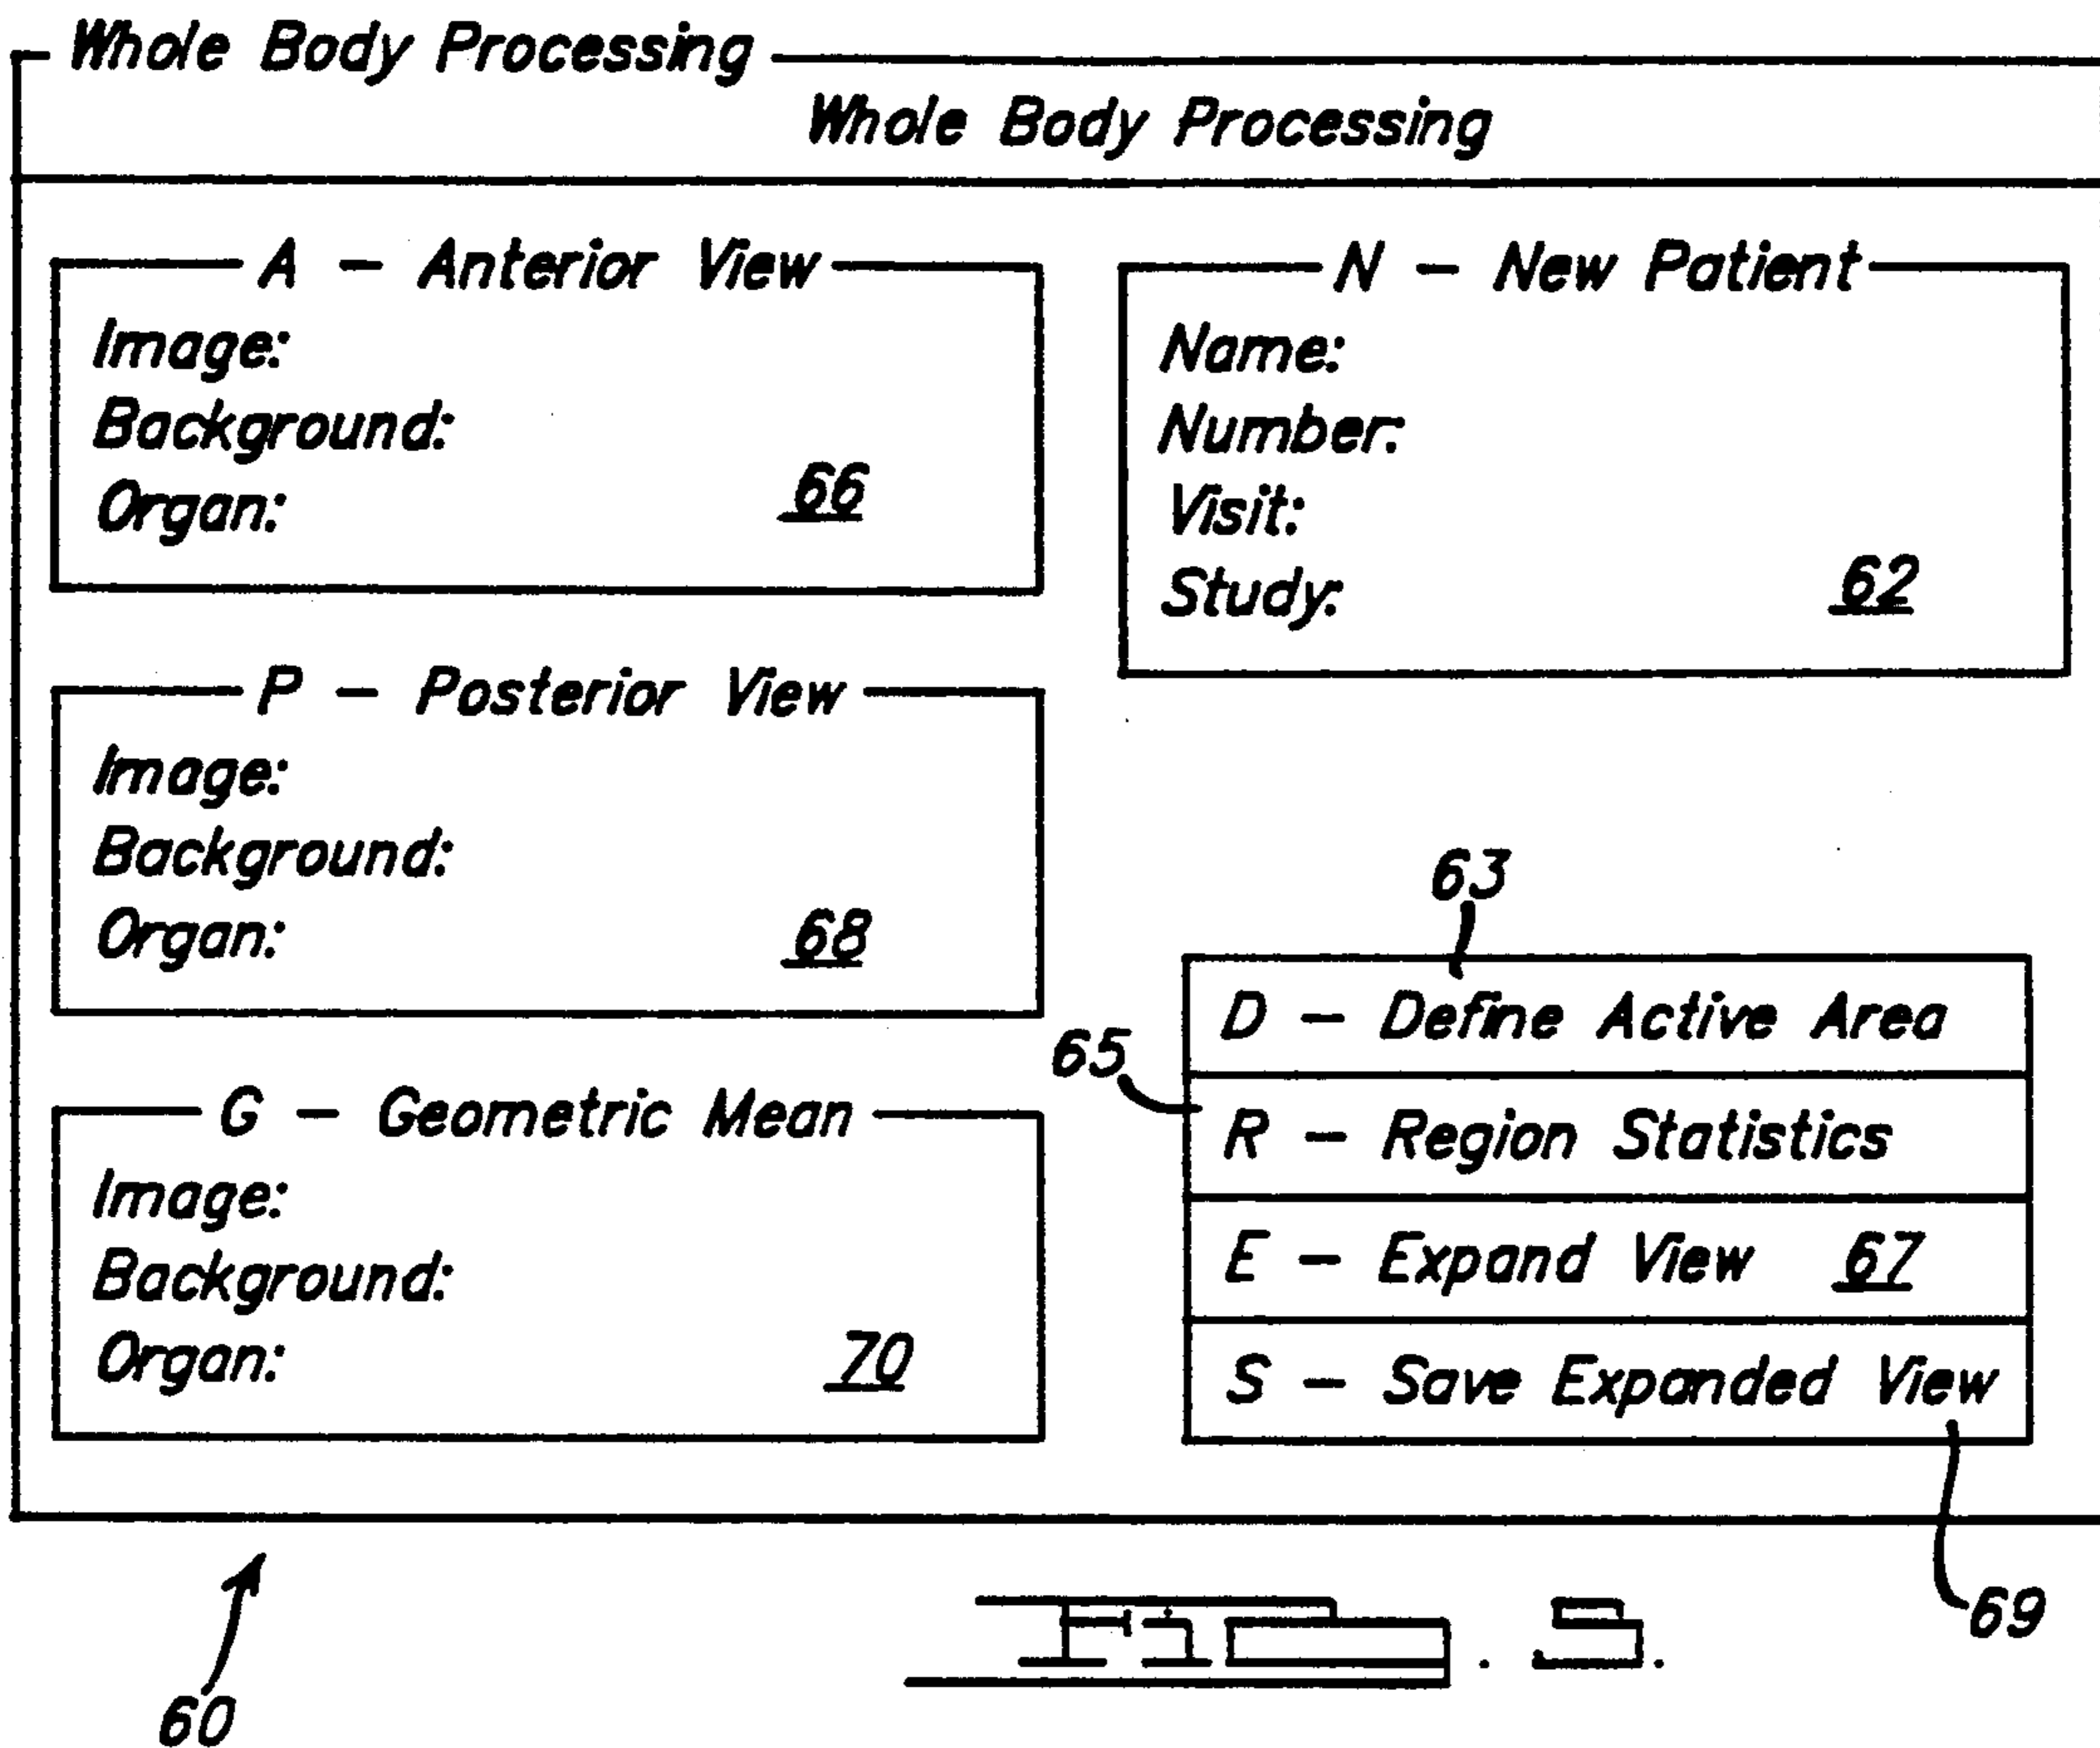 Whole Body Processing
Whole Body Processing
A - Anterior View
Image:
Background:
Organ:
66
N - New Patient
Name:
Number:
Visit:
Study:
62
P - Posterior View
Image:
Background:
Organ:
68
63
65
D - Define Active Area
R - Region Statistics
E - Expand View 67
S - Save Expanded View
69
G - Geometric Mean
Image:
Background:
Organ:
70
60
FIG. 5.